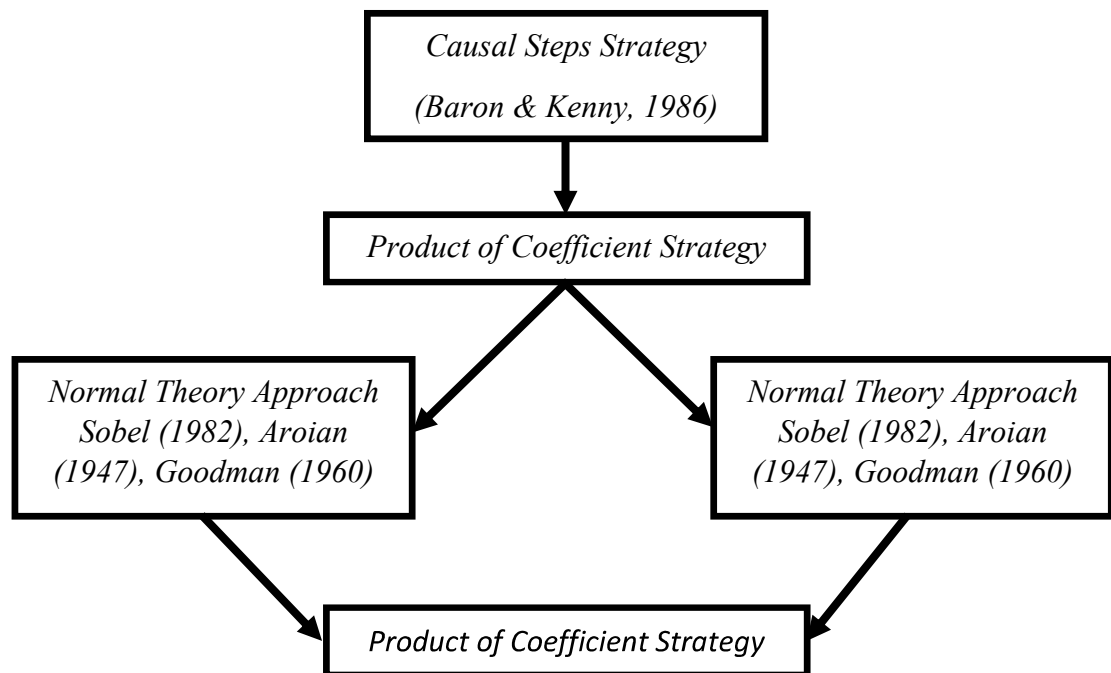 Causal Steps Strategy
(Baron & Kenny, 1986)
Product of Coefficient Strategy
Normal Theory Approach
Sobel (1982), Aroian
(1947), Goodman (1960)
Normal Theory Approach
Sobel (1982), Aroian
(1947), Goodman (1960)
Product of Coefficient Strategy